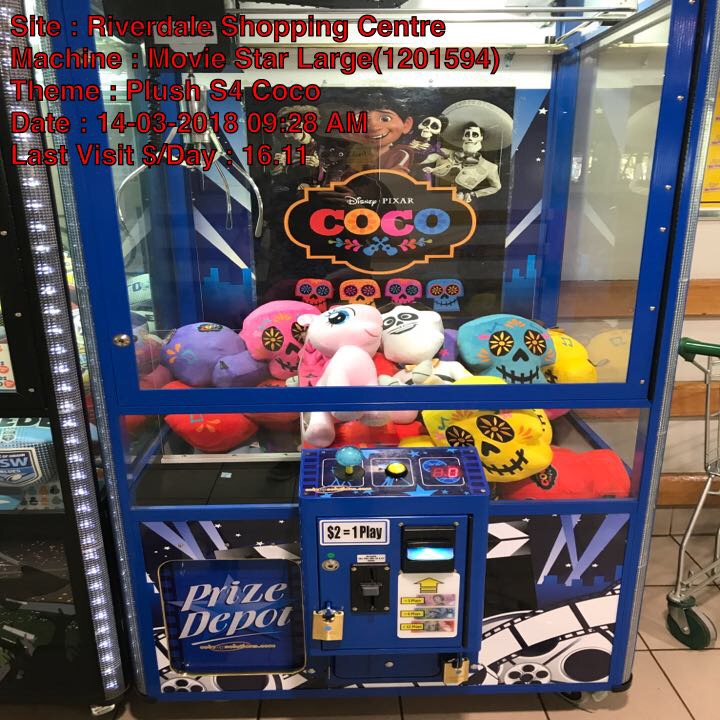 Site : Riverdale Shopping Centre
Machine : Movie Star Large(1201594)
Theme : Plush S4 Coco
Date : 14-03-2018 09:28 AM
Last Visit $/Day : 16.11
Disney PIXAR
COCO
$2 = 1 Play
Prize
Depot